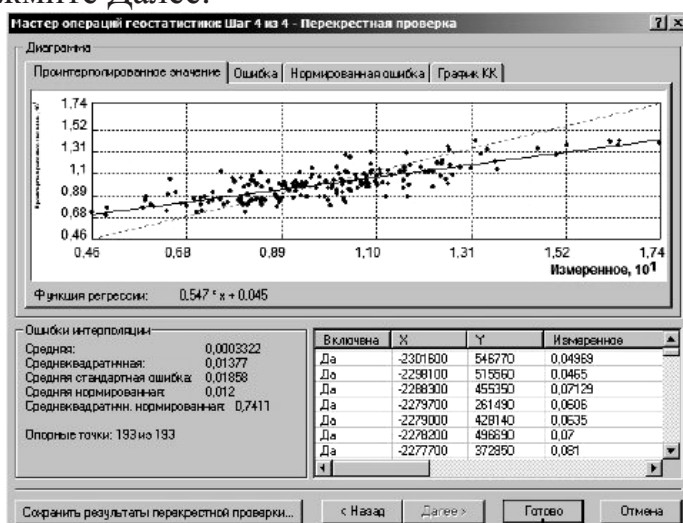 жмите Далее.
Мастер операций геостатистики: Шаг 4 из 4 - Перекрестная проверка
Диаграмма
Проинтерполированное значение Ошибка Нормированная ошибка График КК
1,74
1,52
1,31
1,1
0,89
0,68
0,46
0,46 0,68 0,89 1,10 1,31 1,52 1,74
Измеренное, 10¹
Функция регрессии: 0.547 * x + 0.045
Ошибки интерполяции
Средняя: 0,0003322
Среднеквадратичная: 0,01377
Средняя стандартная ошибка: 0,01858
Средняя нормированная: 0,012
Среднеквадратичн. нормированная: 0,7411
Опорные точки: 193 из 193
Включена X Y Измеренное
Да -2301600 546770 0,04969
Да -2298100 515560 0.0465
Да -2288300 455350 0,07129
Да -2279700 261490 0,0606
Да -2279000 428140 0,0635
Да -2278200 496690 0,07
Да -2277700 372850 0,081
Сохранить результаты перекрестной проверки... < Назад Далее > Готово Отмена